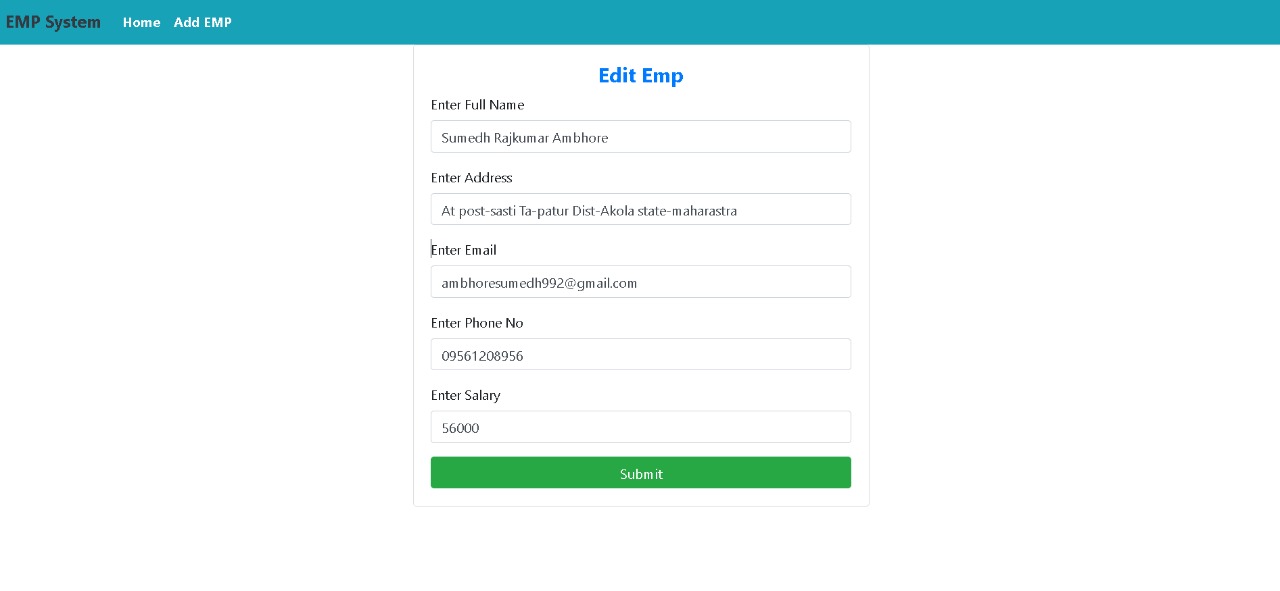 EMP System Home Add EMP
Edit Emp
Enter Full Name
Sumedh Rajkumar Ambhore
Enter Address
At post-sasti Ta-patur Dist-Akola state-maharastra
Enter Email
ambhoresumedh992@gmail.com
Enter Phone No
09561208956
Enter Salary
56000
Submit